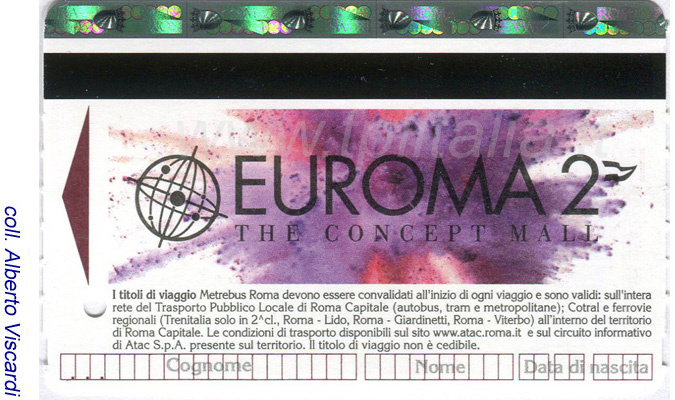 www.tpnitalia.it
EUROMA 2
THE CONCEPT MALL
I titoli di viaggio Metrebus Roma devono essere convalidati all'inizio di ogni viaggio e sono validi: sull'intera
rete del Trasporto Pubblico Locale di Roma Capitale (autobus, tram e metropolitane); Cotral e ferrovie
regionali (Trenitalia solo in 2^cl., Roma - Lido, Roma - Giardinetti, Roma - Viterbo) all'interno del territorio
di Roma Capitale. Le condizioni di trasporto disponibili sul sito www.atac.roma.it e sul circuito informativo
di Atac S.p.A. presente sul territorio. Il titolo di viaggio non è cedibile.
Cognome Nome Data di nascita
coll. Alberto Viscardi